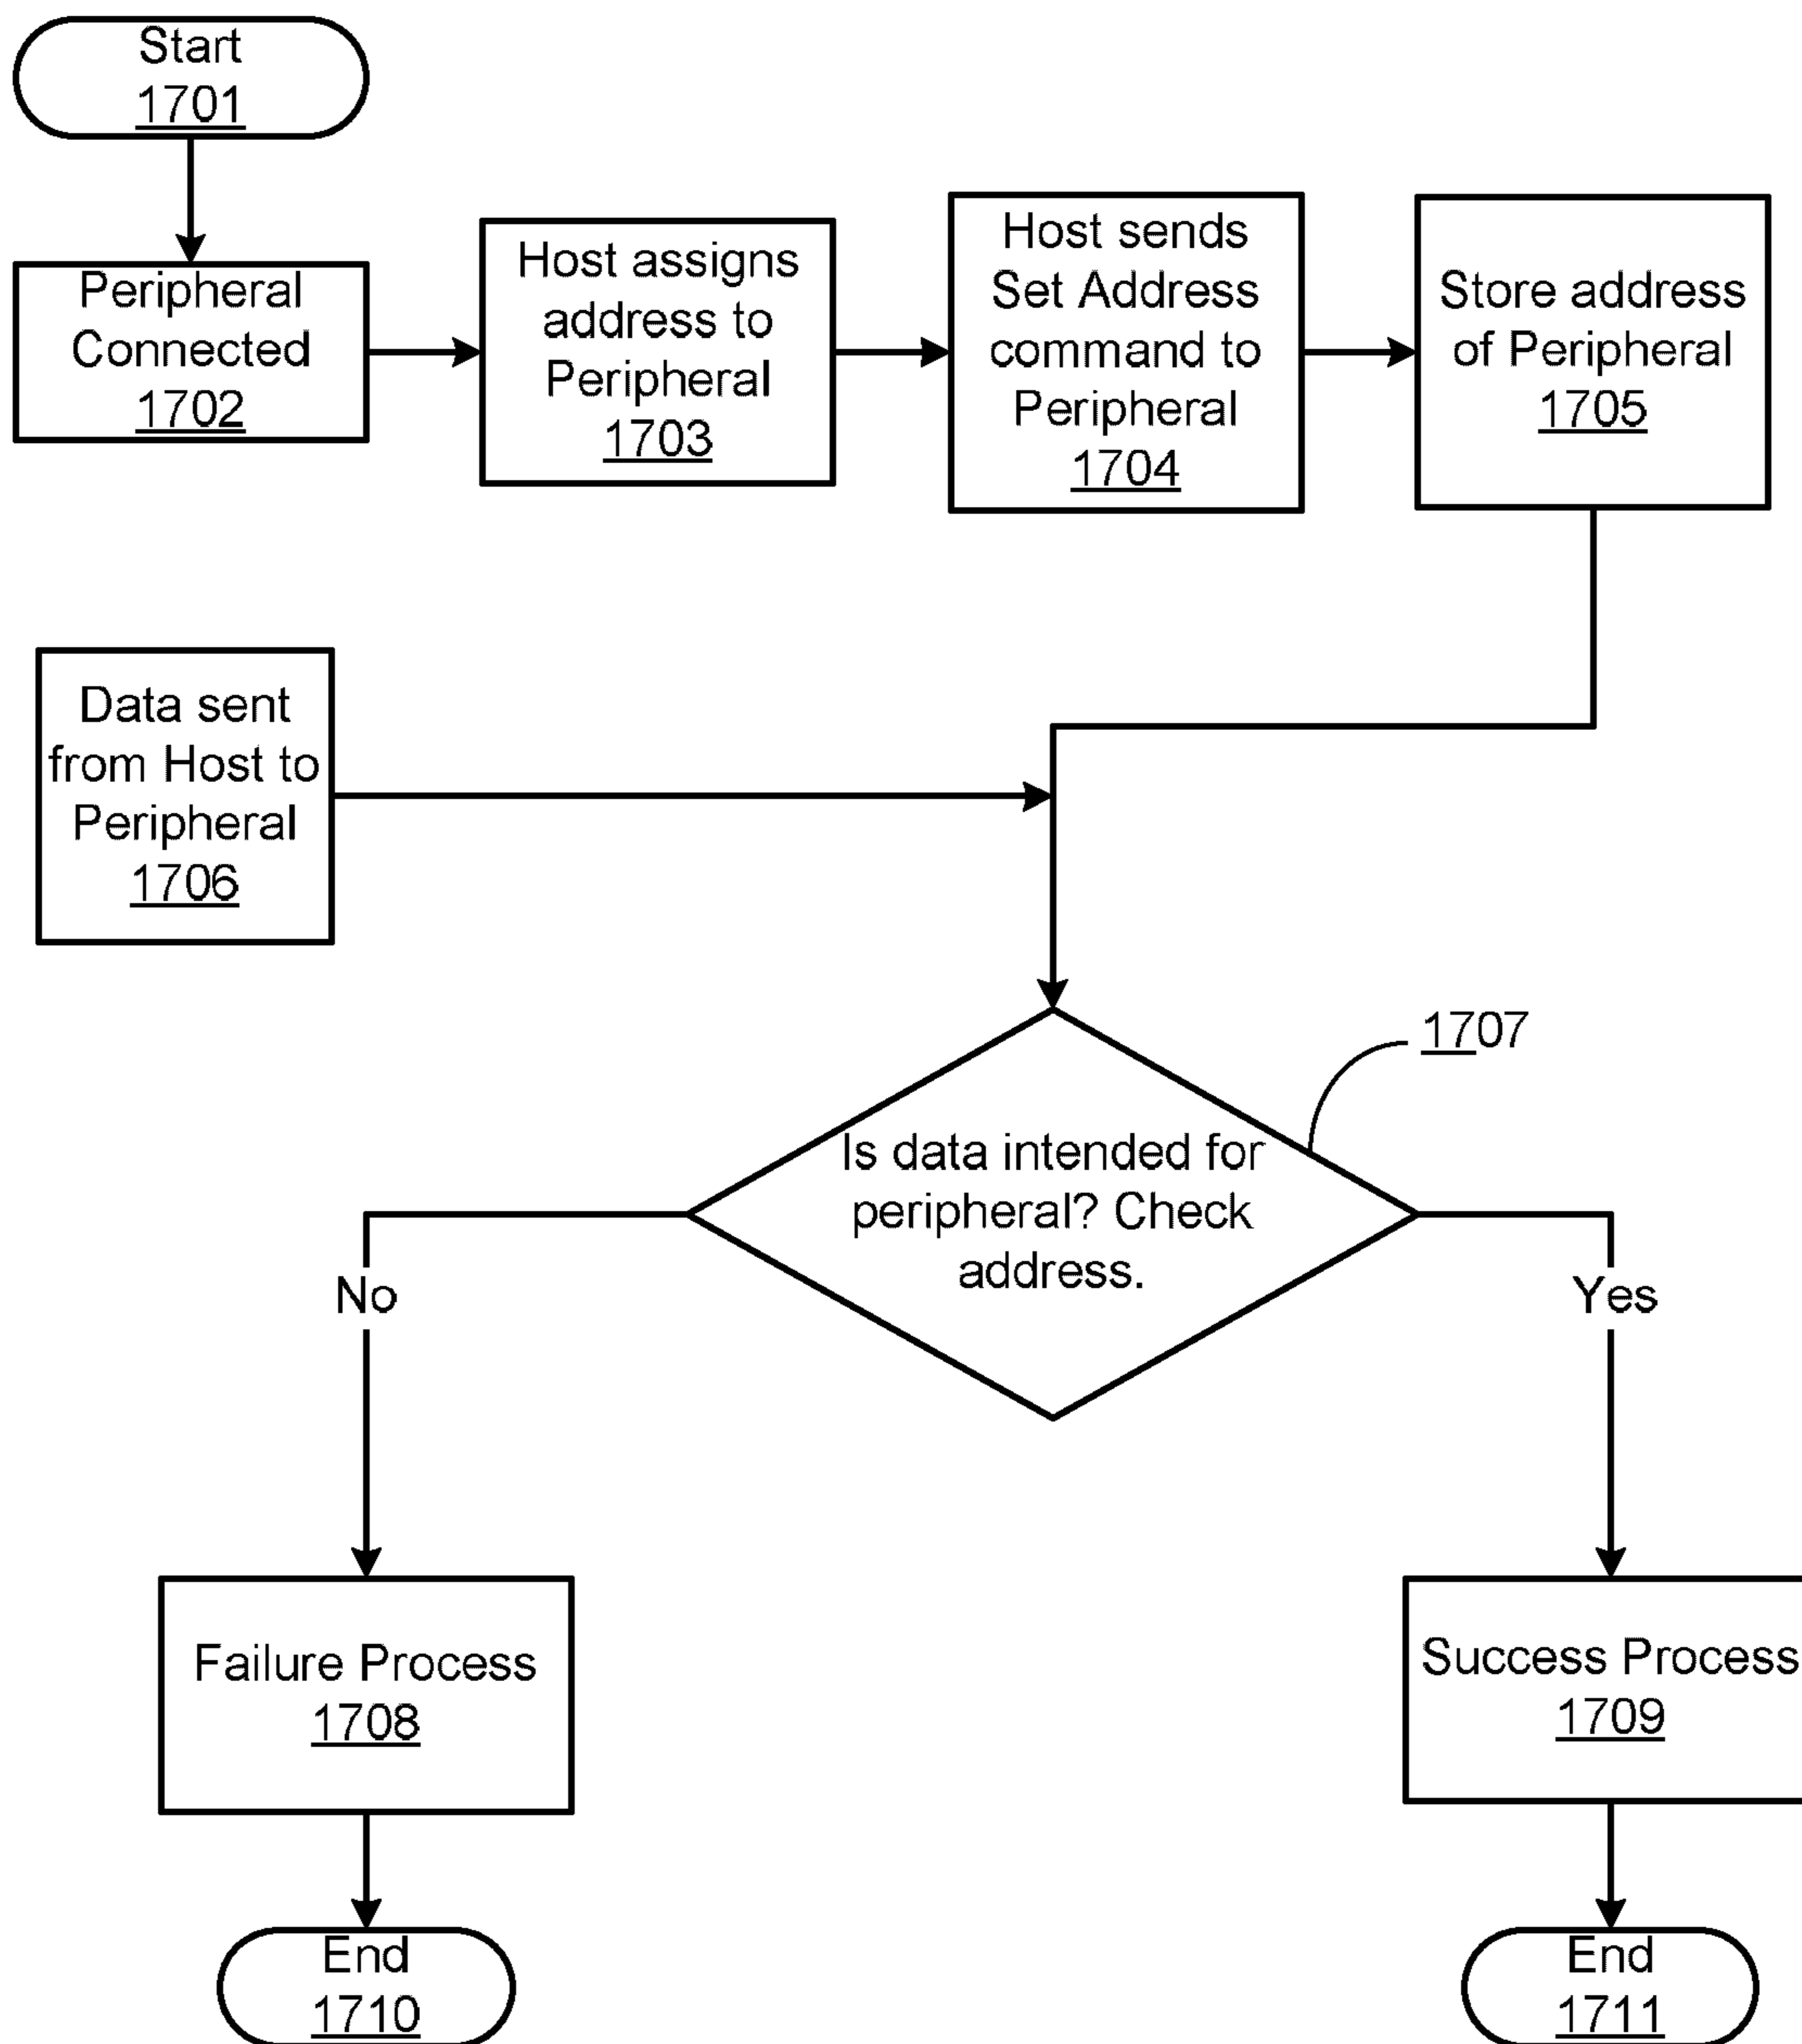 Start
1701
Peripheral
Connected
1702
Host assigns
address to
Peripheral
1703
Host sends
Set Address
command to
Peripheral
1704
Store address
of Peripheral
1705
Data sent
from Host to
Peripheral
1706
1707
Is data intended for
peripheral? Check
address.
No
Yes
Failure Process
1708
Success Process
1709
End
1710
End
1711